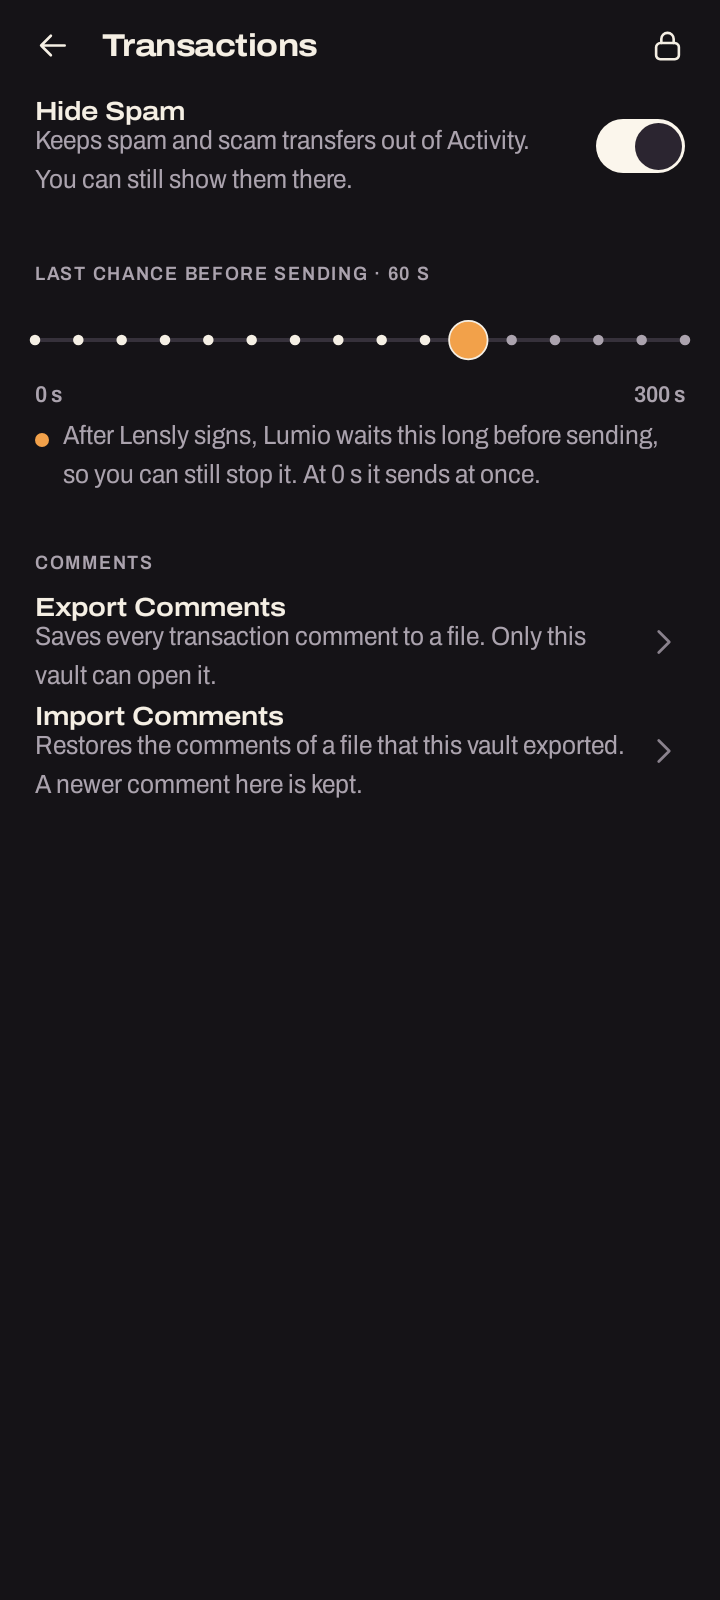 Transactions
Hide Spam
Keeps spam and scam transfers out of Activity.
You can still show them there.
LAST CHANCE BEFORE SENDING · 60 S
0 s
300 s
After Lensly signs, Lumio waits this long before sending,
so you can still stop it. At 0 s it sends at once.
COMMENTS
Export Comments
Saves every transaction comment to a file. Only this
vault can open it.
Import Comments
Restores the comments of a file that this vault exported.
A newer comment here is kept.